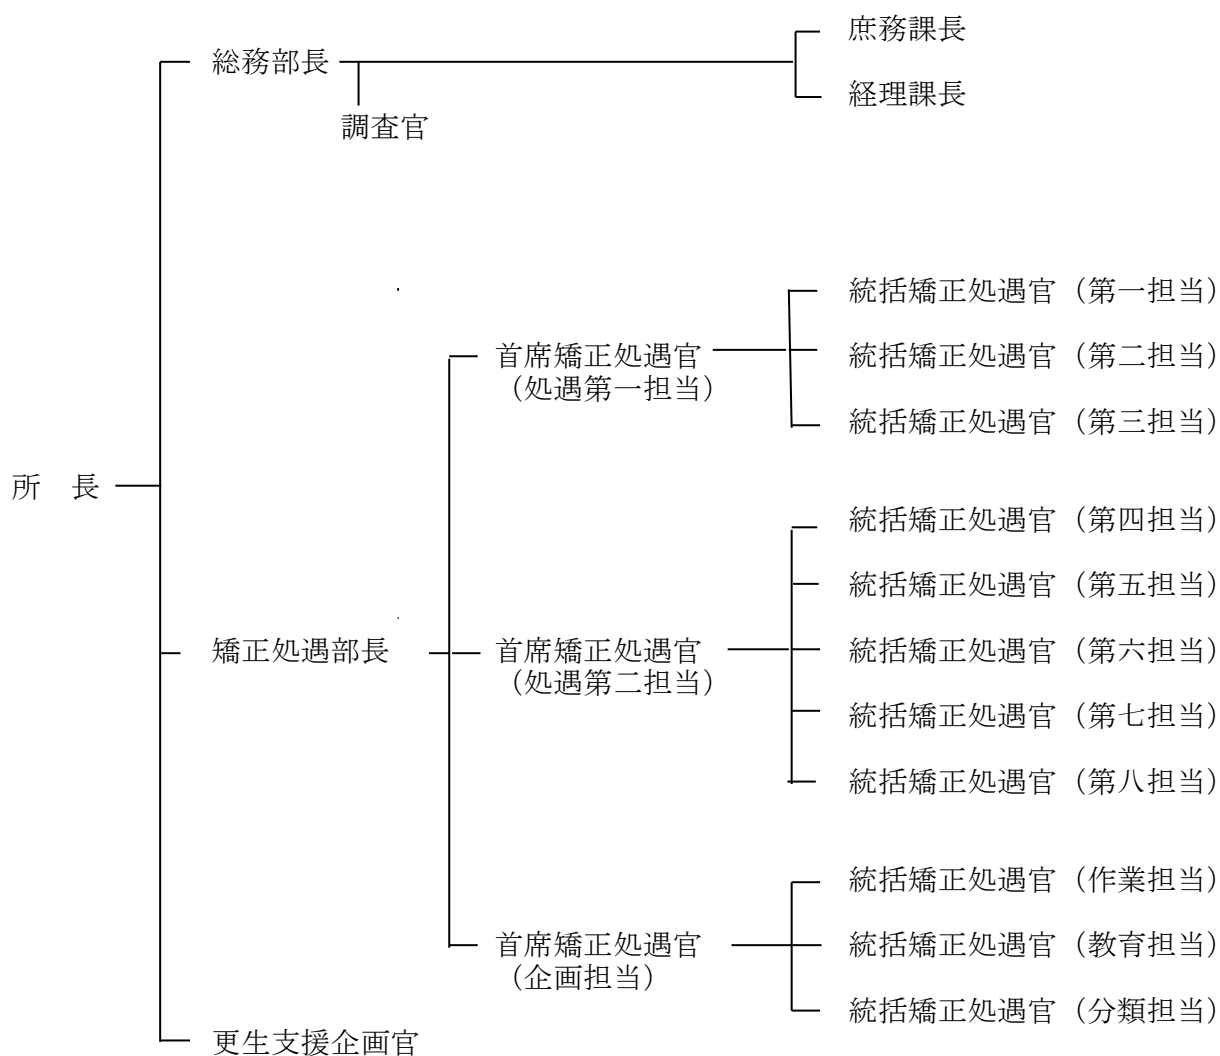 庶務課長
総務部長
経理課長
調査官
統括矯正処遇官（第一担当）
首席矯正処遇官
（処遇第一担当）
統括矯正処遇官（第二担当）
統括矯正処遇官（第三担当）
所　長
統括矯正処遇官（第四担当）
統括矯正処遇官（第五担当）
矯正処遇部長
首席矯正処遇官
（処遇第二担当）
統括矯正処遇官（第六担当）
統括矯正処遇官（第七担当）
統括矯正処遇官（第八担当）
統括矯正処遇官（作業担当）
首席矯正処遇官
（企画担当）
統括矯正処遇官（教育担当）
統括矯正処遇官（分類担当）
更生支援企画官